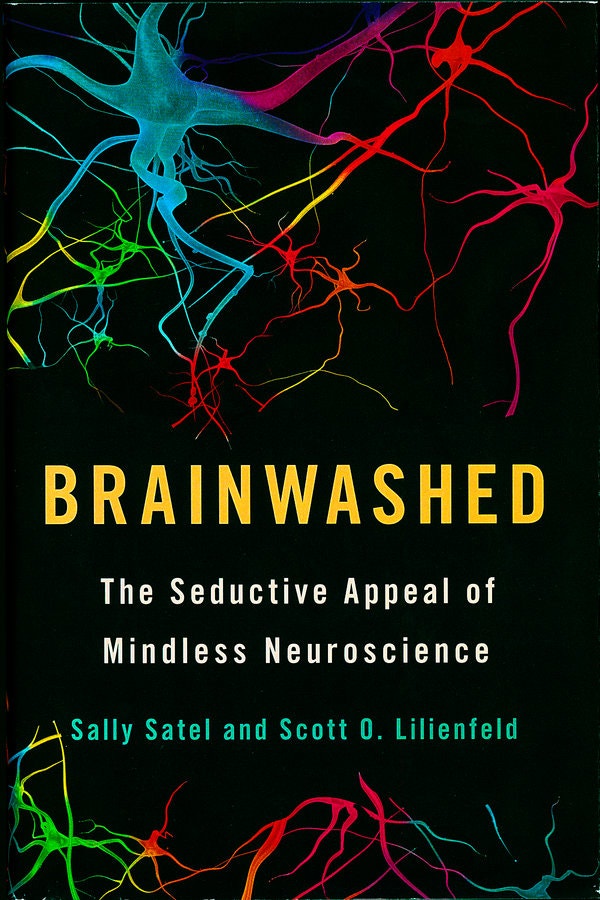 BRAINWASHED
The Seductive Appeal of
Mindless Neuroscience
Sally Satel and Scott O. Lilienfeld